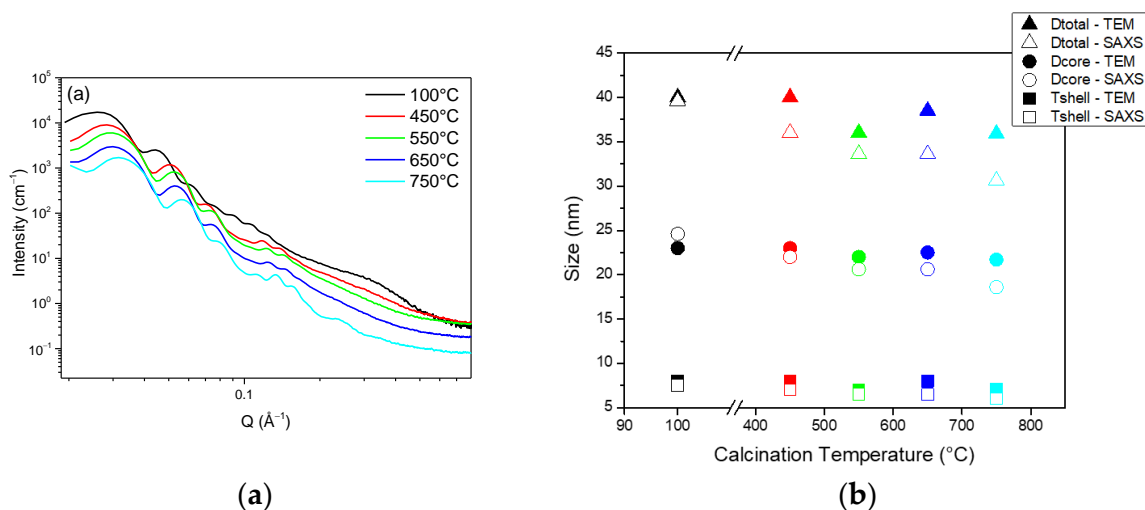 (a)
100°C
450°C
550°C
650°C
750°C
10⁵
10⁴
10³
10²
10¹
10⁰
10⁻¹
Intensity (cm⁻¹)
0.1
Q (Å⁻¹)
(a)
Dtotal - TEM
Dtotal - SAXS
Dcore - TEM
Dcore - SAXS
Tshell - TEM
Tshell - SAXS
45
40
35
30
25
20
15
10
5
Size (nm)
90 100 400 500 600 700 800
Calcination Temperature (°C)
(b)